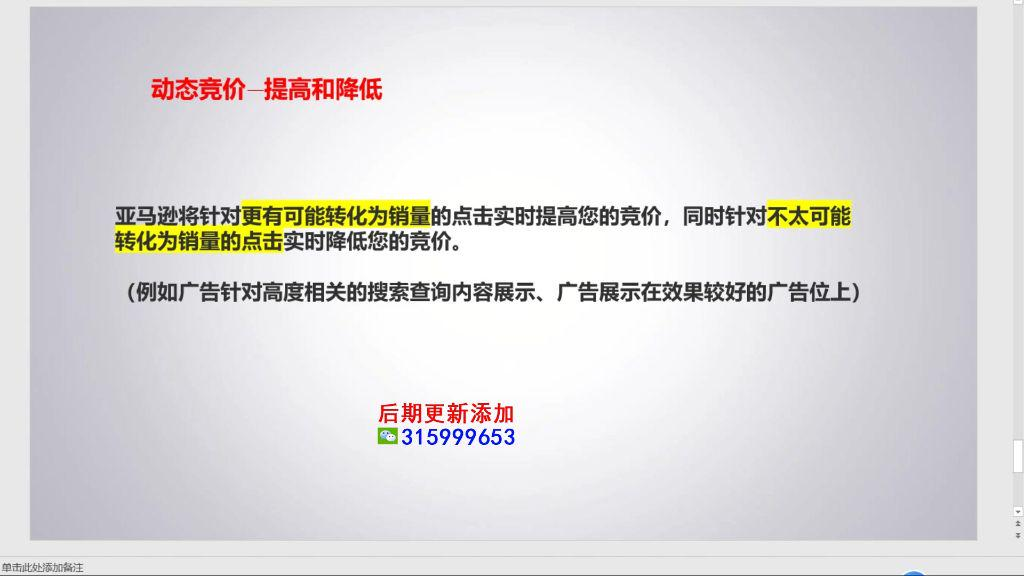 动态竞价—提高和降低
亚马逊将针对更有可能转化为销量的点击实时提高您的竞价，同时针对不太可能
转化为销量的点击实时降低您的竞价。
（例如广告针对高度相关的搜索查询内容展示、广告展示在效果较好的广告位上）
后期更新添加
315999653
单击此处添加备注